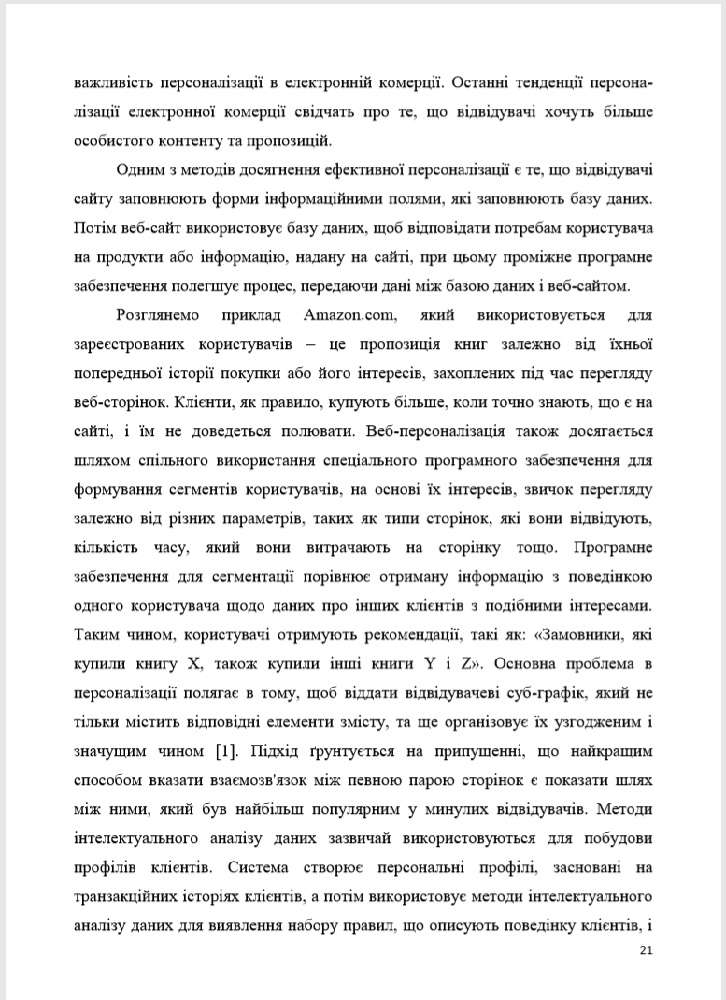 важливість персоналізації в електронній комерції. Останні тенденції персона-
лізації електронної комерції свідчать про те, що відвідувачі хочуть більше
особистого контенту та пропозицій.
Одним з методів досягнення ефективної персоналізації є те, що відвідувачі
сайту заповнюють форми інформаційними полями, які заповнюють базу даних.
Потім веб-сайт використовує базу даних, щоб відповідати потребам користувача
на продукти або інформацію, надану на сайті, при цьому проміжне програмне
забезпечення полегшує процес, передаючи дані між базою даних і веб-сайтом.
Розглянемо приклад Amazon.com, який використовується для
зареєстрованих користувачів – це пропозиція книг залежно від їхньої
попередньої історії покупки або його інтересів, захоплених під час перегляду
веб-сторінок. Клієнти, як правило, купують більше, коли точно знають, що є на
сайті, і їм не доведеться полювати. Веб-персоналізація також досягається
шляхом спільного використання спеціального програмного забезпечення для
формування сегментів користувачів, на основі їх інтересів, звичок перегляду
залежно від різних параметрів, таких як типи сторінок, які вони відвідують,
кількість часу, який вони витрачають на сторінку тощо. Програмне
забезпечення для сегментації порівнює отриману інформацію з поведінкою
одного користувача щодо даних про інших клієнтів з подібними інтересами.
Таким чином, користувачі отримують рекомендації, такі як: «Замовники, які
купили книгу X, також купили інші книги Y і Z». Основна проблема в
персоналізації полягає в тому, щоб віддати відвідувачеві суб-графік, який не
тільки містить відповідні елементи змісту, та ще організовує їх узгодженим і
значущим чином [1]. Підхід ґрунтується на припущенні, що найкращим
способом вказати взаємозв'язок між певною парою сторінок є показати шлях
між ними, який був найбільш популярним у минулих відвідувачів. Методи
інтелектуального аналізу даних зазвичай використовуються для побудови
профілів клієнтів. Система створює персональні профілі, засновані на
транзакційних історіях клієнтів, а потім використовує методи інтелектуального
аналізу даних для виявлення набору правил, що описують поведінку клієнтів, і
21